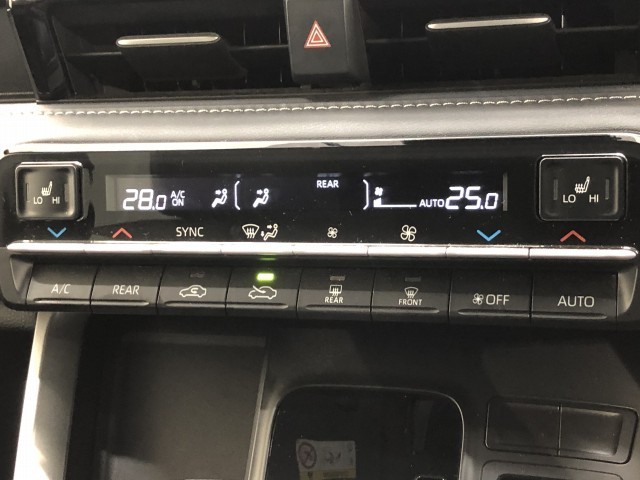 LO HI
28.0 A/C ON REAR AUTO 25.0
LO HI
SYNC
A/C REAR REAR FRONT OFF AUTO